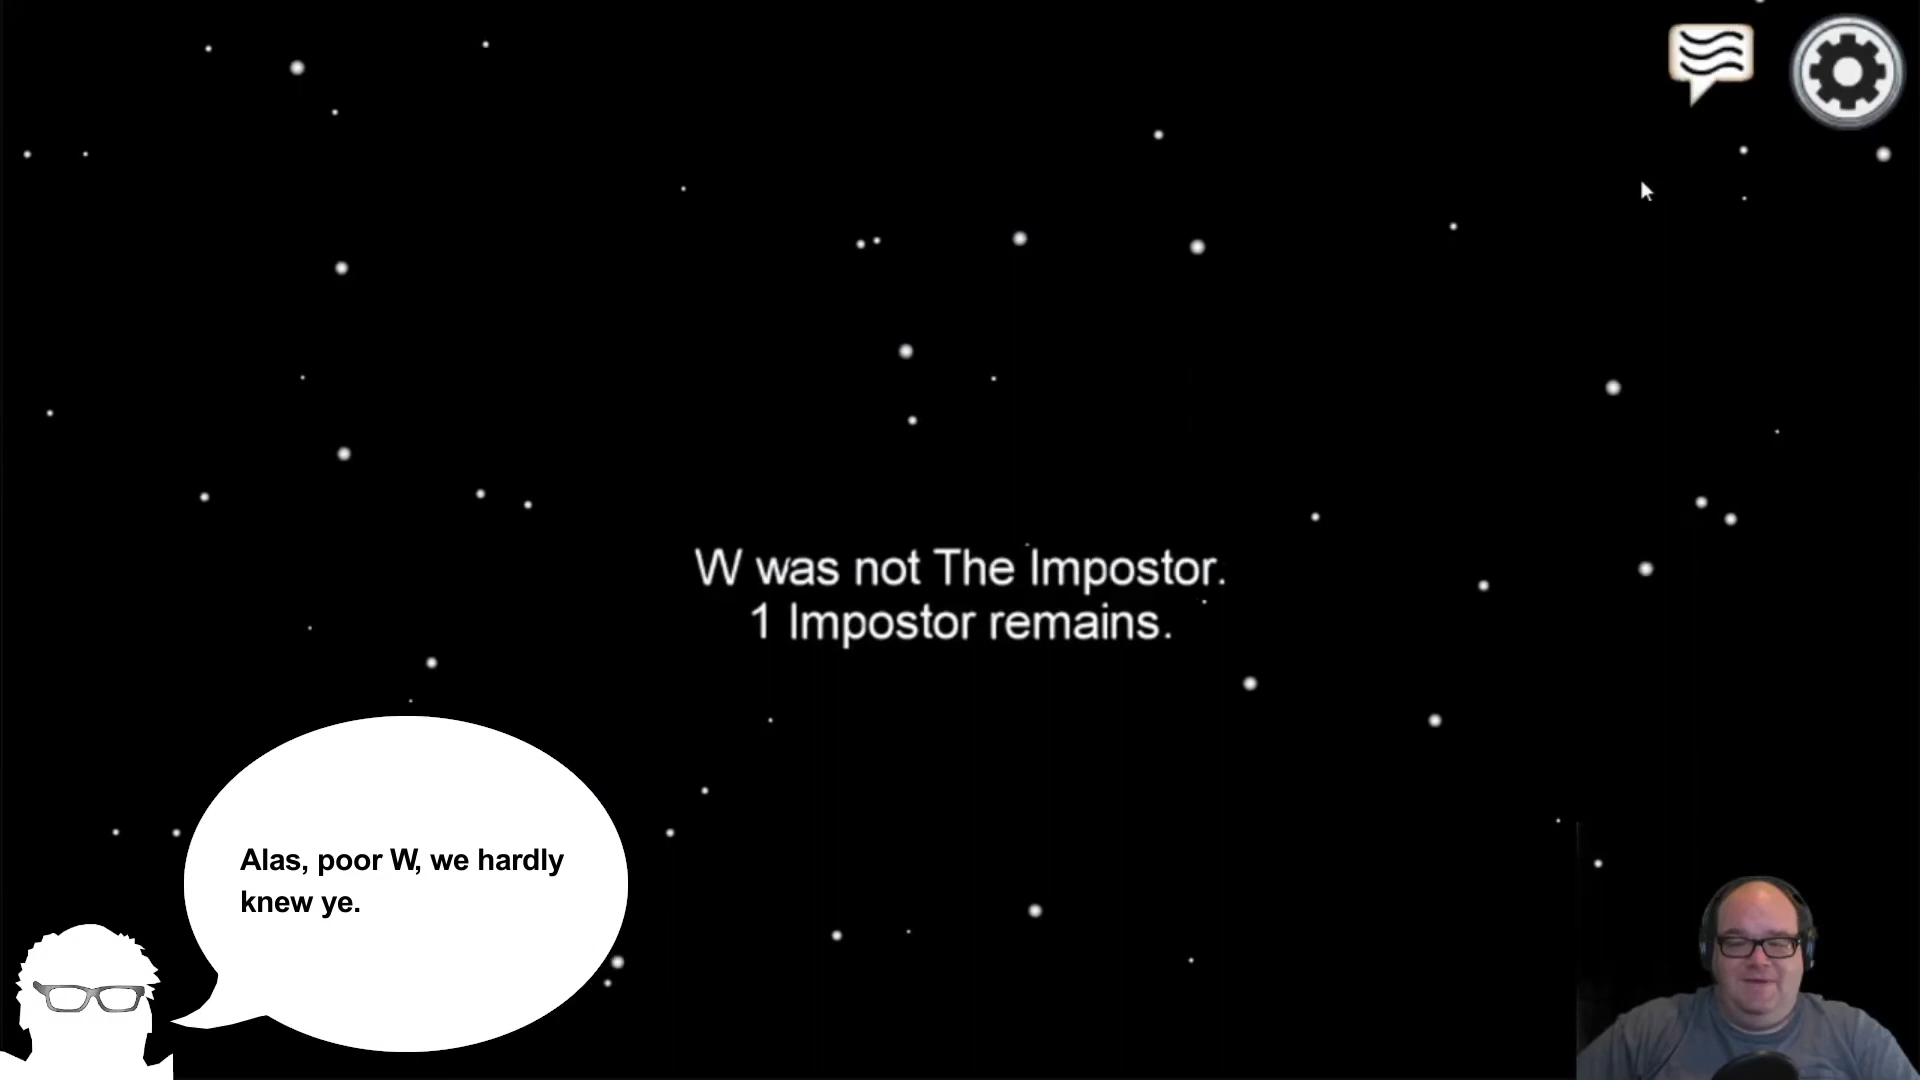 W was not The Impostor.
1 Impostor remains.
Alas, poor W, we hardly
knew ye.